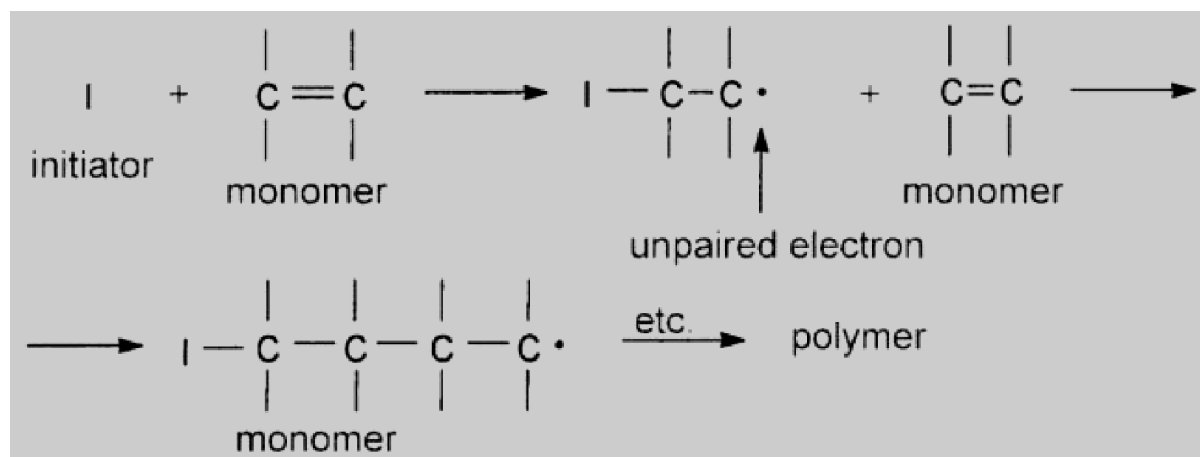 I + C=C → I—C—C• + C=C →
initiator
monomer monomer
unpaired electron
→ I—C—C—C—C• etc. → polymer
monomer